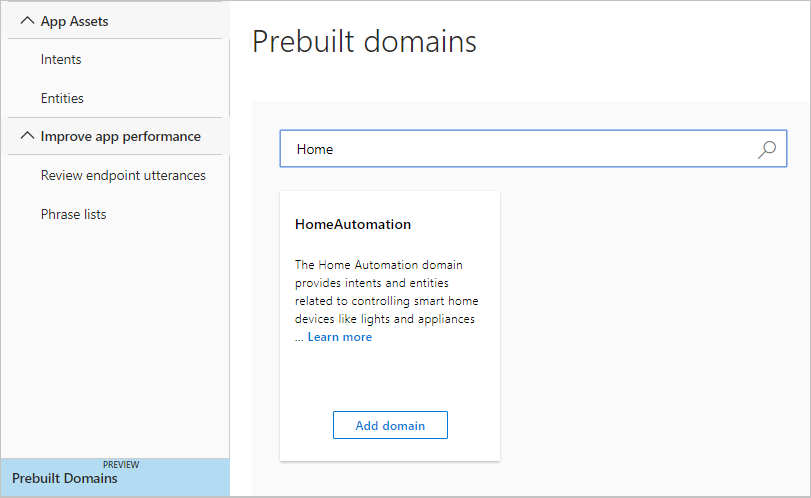 App Assets
Intents
Entities
Improve app performance
Review endpoint utterances
Phrase lists
PREVIEW
Prebuilt Domains
Prebuilt domains
Home
HomeAutomation
The Home Automation domain
provides intents and entities
related to controlling smart home
devices like lights and appliances
... Learn more
Add domain